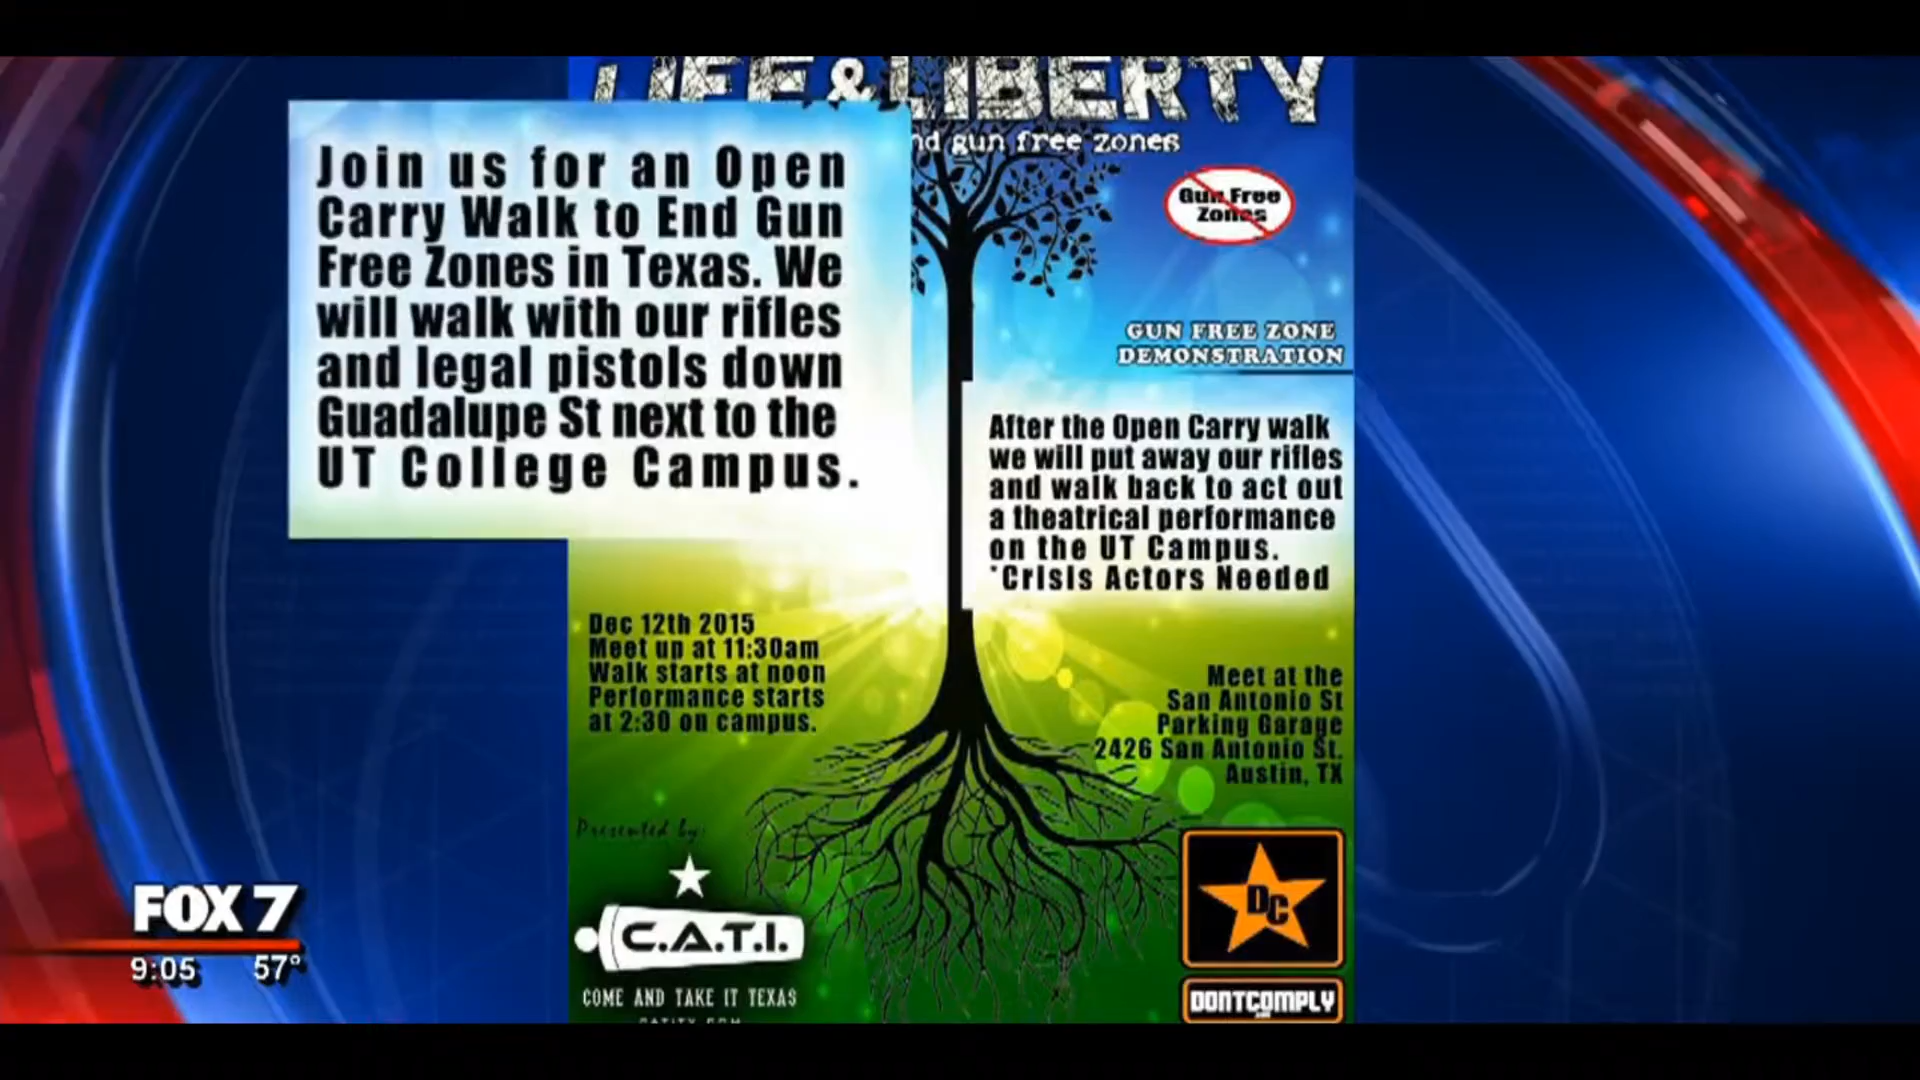 LIFE & LIBERTY
nd gun free zones
Gun Free
Zones
Join us for an Open
Carry Walk to End Gun
Free Zones in Texas. We
will walk with our rifles
and legal pistols down
Guadalupe St next to the
UT College Campus.
GUN FREE ZONE
DEMONSTRATION
After the Open Carry walk
we will put away our rifles
and walk back to act out
a theatrical performance
on the UT Campus.
*Crisis Actors Needed
Dec 12th 2015
Meet up at 11:30am
Walk starts at noon
Performance starts
at 2:30 on campus.
Meet at the
San Antonio St
Parking Garage
2426 San Antonio St.
Austin, TX
Presented by:
C.A.T.I.
COME AND TAKE IT TEXAS
DC
DONTCOMPLY
FOX 7
9:05 57°